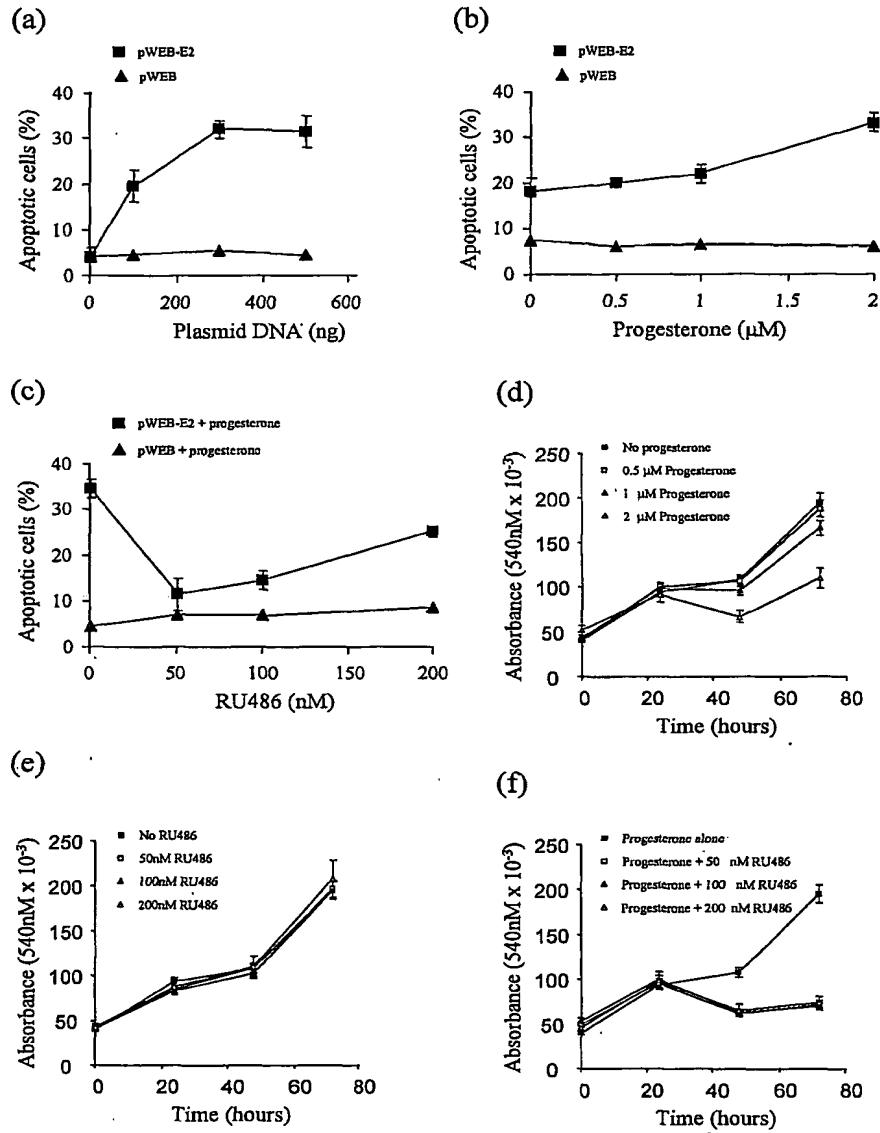 (a)
pWEB-E2
pWEB
Apoptotic cells (%)
40
30
20
10
0
0 200 400 600
Plasmid DNA (ng)
(b)
pWEB-E2
pWEB
Apoptotic cells (%)
40
30
20
10
0
0 0.5 1 1.5 2
Progesterone (µM)
(c)
pWEB-E2 + progesterone
pWEB + progesterone
Apoptotic cells (%)
40
30
20
10
0
0 50 100 150 200
RU486 (nM)
(d)
No progesterone
0.5 µM Progesterone
1 µM Progesterone
2 µM Progesterone
Absorbance (540nM x 10-3)
250
200
150
100
50
0
0 20 40 60 80
Time (hours)
(e)
No RU486
50nM RU486
100nM RU486
200nM RU486
Absorbance (540nM x 10-3)
250
200
150
100
50
0
0 20 40 60 80
Time (hours)
(f)
Progesterone alone
Progesterone + 50 nM RU486
Progesterone + 100 nM RU486
Progesterone + 200 nM RU486
Absorbance (540nM x 10-3)
250
200
150
100
50
0
0 20 40 60 80
Time (hours)